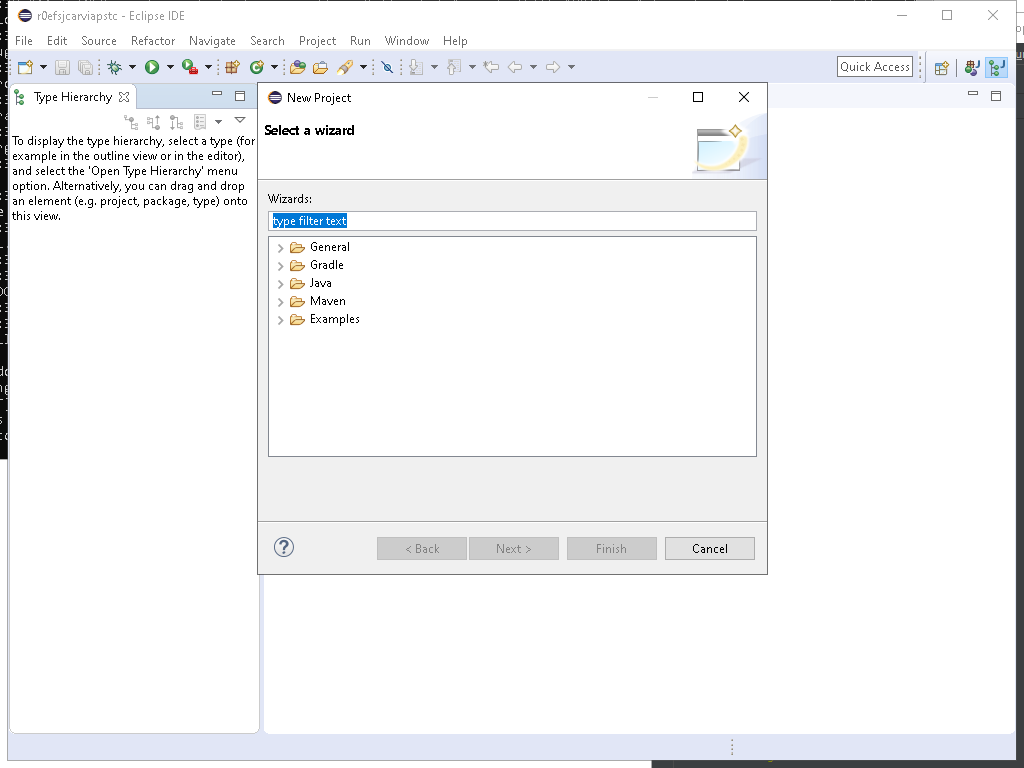 r0efsjcarviapstc - Eclipse IDE
File Edit Source Refactor Navigate Search Project Run Window Help
Quick Access
Type Hierarchy
To display the type hierarchy, select a type (for
example in the outline view or in the editor),
and select the 'Open Type Hierarchy' menu
option. Alternatively, you can drag and drop
an element (e.g. project, package, type) onto
this view.
New Project
Select a wizard
Wizards:
type filter text
General
Gradle
Java
Maven
Examples
< Back Next > Finish Cancel